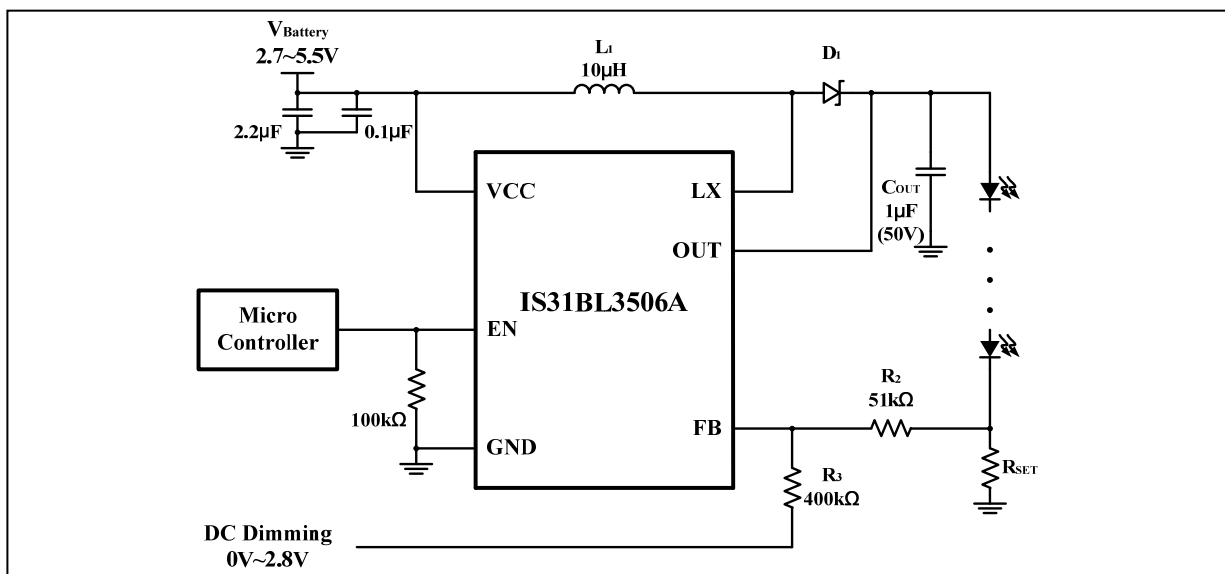 VBattery
2.7~5.5V
L1
10µH
D1
2.2µF
0.1µF
VCC
LX
COUT
1µF
(50V)
OUT
IS31BL3506A
Micro
Controller
EN
R2
51kΩ
100kΩ
FB
GND
RSET
R3
400kΩ
DC Dimming
0V~2.8V